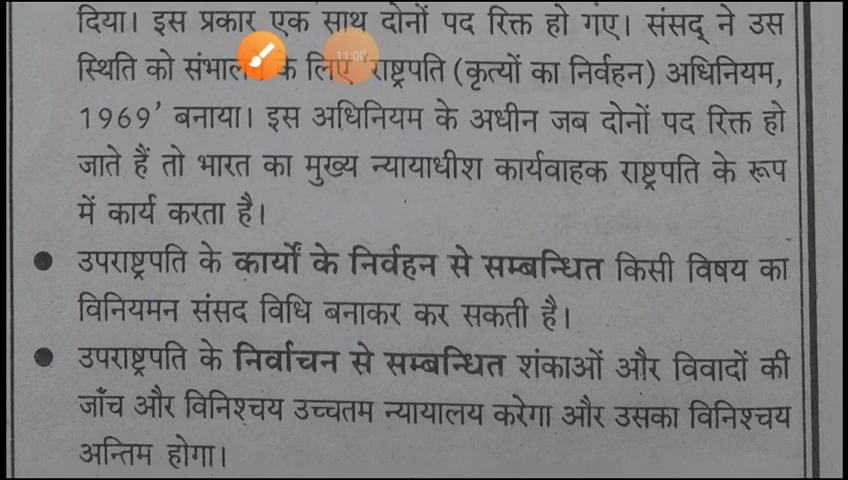 दिया। इस प्रकार एक साथ दोनों पद रिक्त हो गए। संसद् ने उस
स्थिति को के लिए 'राष्ट्रपति (कृत्यों का निर्वहन) अधिनियम,
11:00
1969' बनाया। इस अधिनियम के अधीन जब दोनों पद रिक्त हो
जाते हैं तो भारत का मुख्य न्यायाधीश कार्यवाहक राष्ट्रपति के रूप
में कार्य करता है।
● उपराष्ट्रपति के कार्यों के निर्वहन से सम्बन्धित किसी विषय का
विनियमन संसद विधि बनाकर कर सकती है।
● उपराष्ट्रपति के निर्वाचन से सम्बन्धित शंकाओं और विवादों की
जाँच और विनिश्चय उच्चतम न्यायालय करेगा और उसका विनिश्चय
अन्तिम होगा।